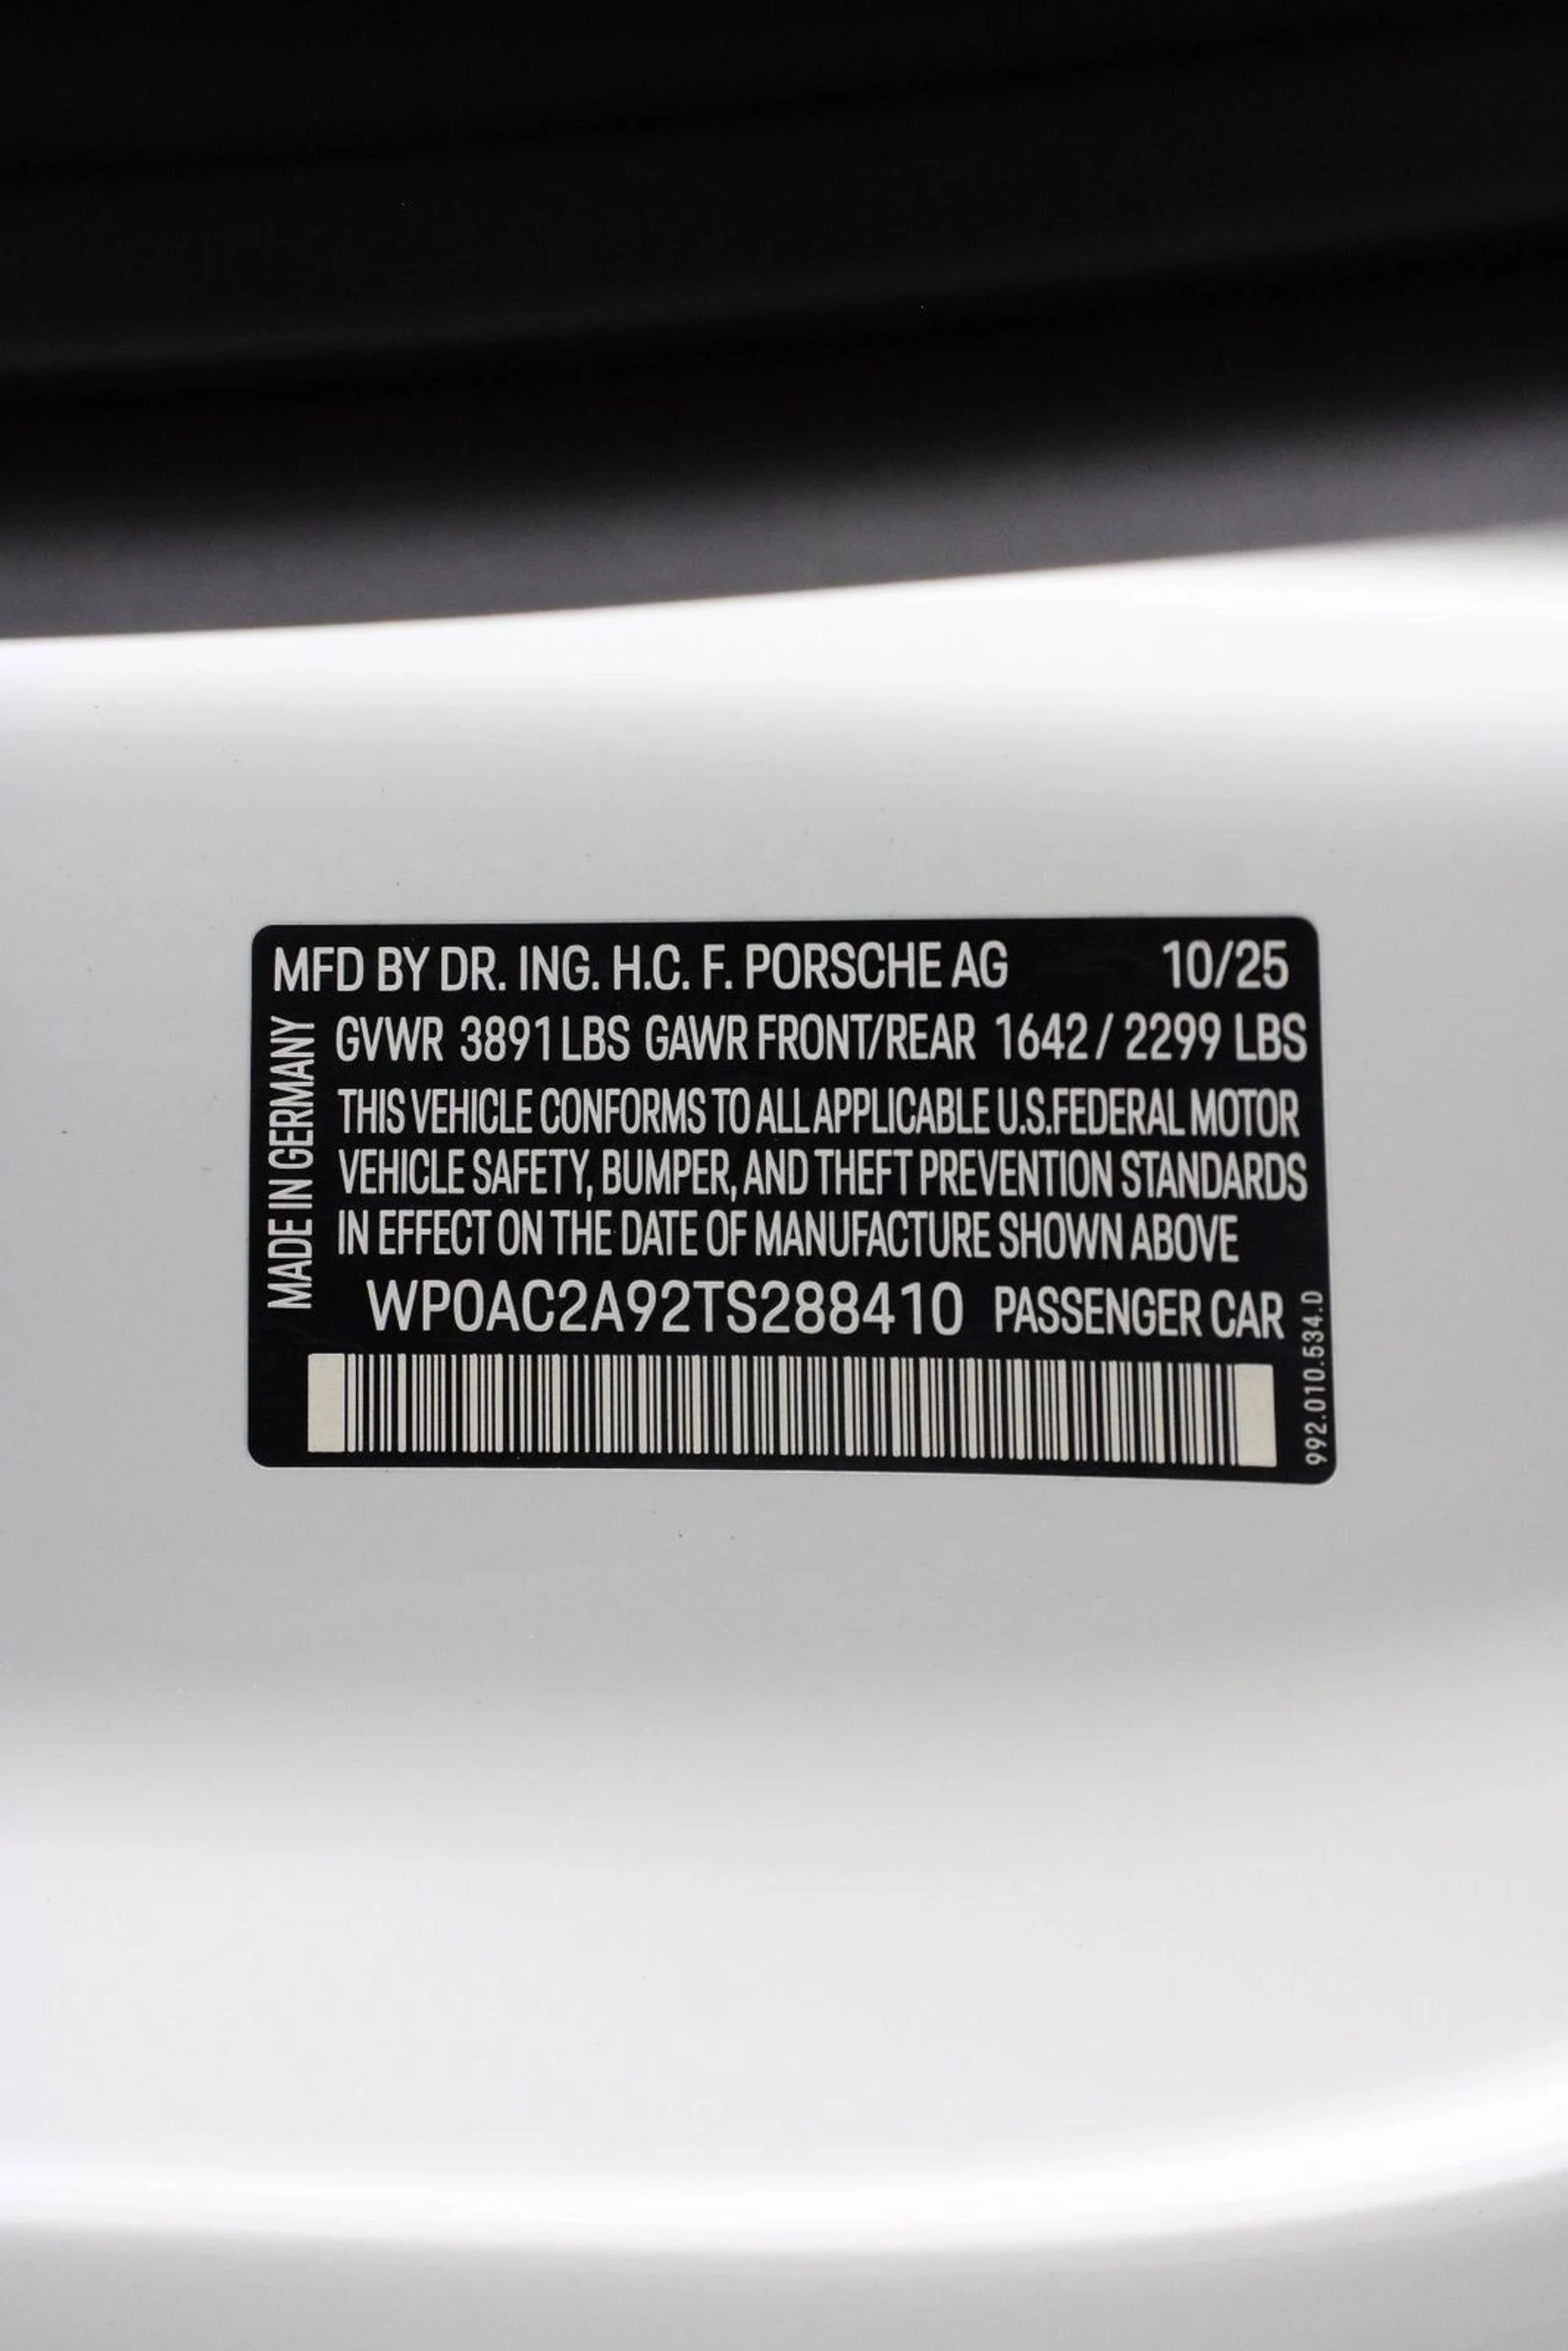 MFD BY DR. ING. H.C. F. PORSCHE AG 10/25
MADE IN GERMANY
GVWR 3891 LBS GAWR FRONT/REAR 1642 / 2299 LBS
THIS VEHICLE CONFORMS TO ALL APPLICABLE U.S.FEDERAL MOTOR
VEHICLE SAFETY, BUMPER, AND THEFT PREVENTION STANDARDS
IN EFFECT ON THE DATE OF MANUFACTURE SHOWN ABOVE
WP0AC2A92TS288410 PASSENGER CAR
992.010.534.D